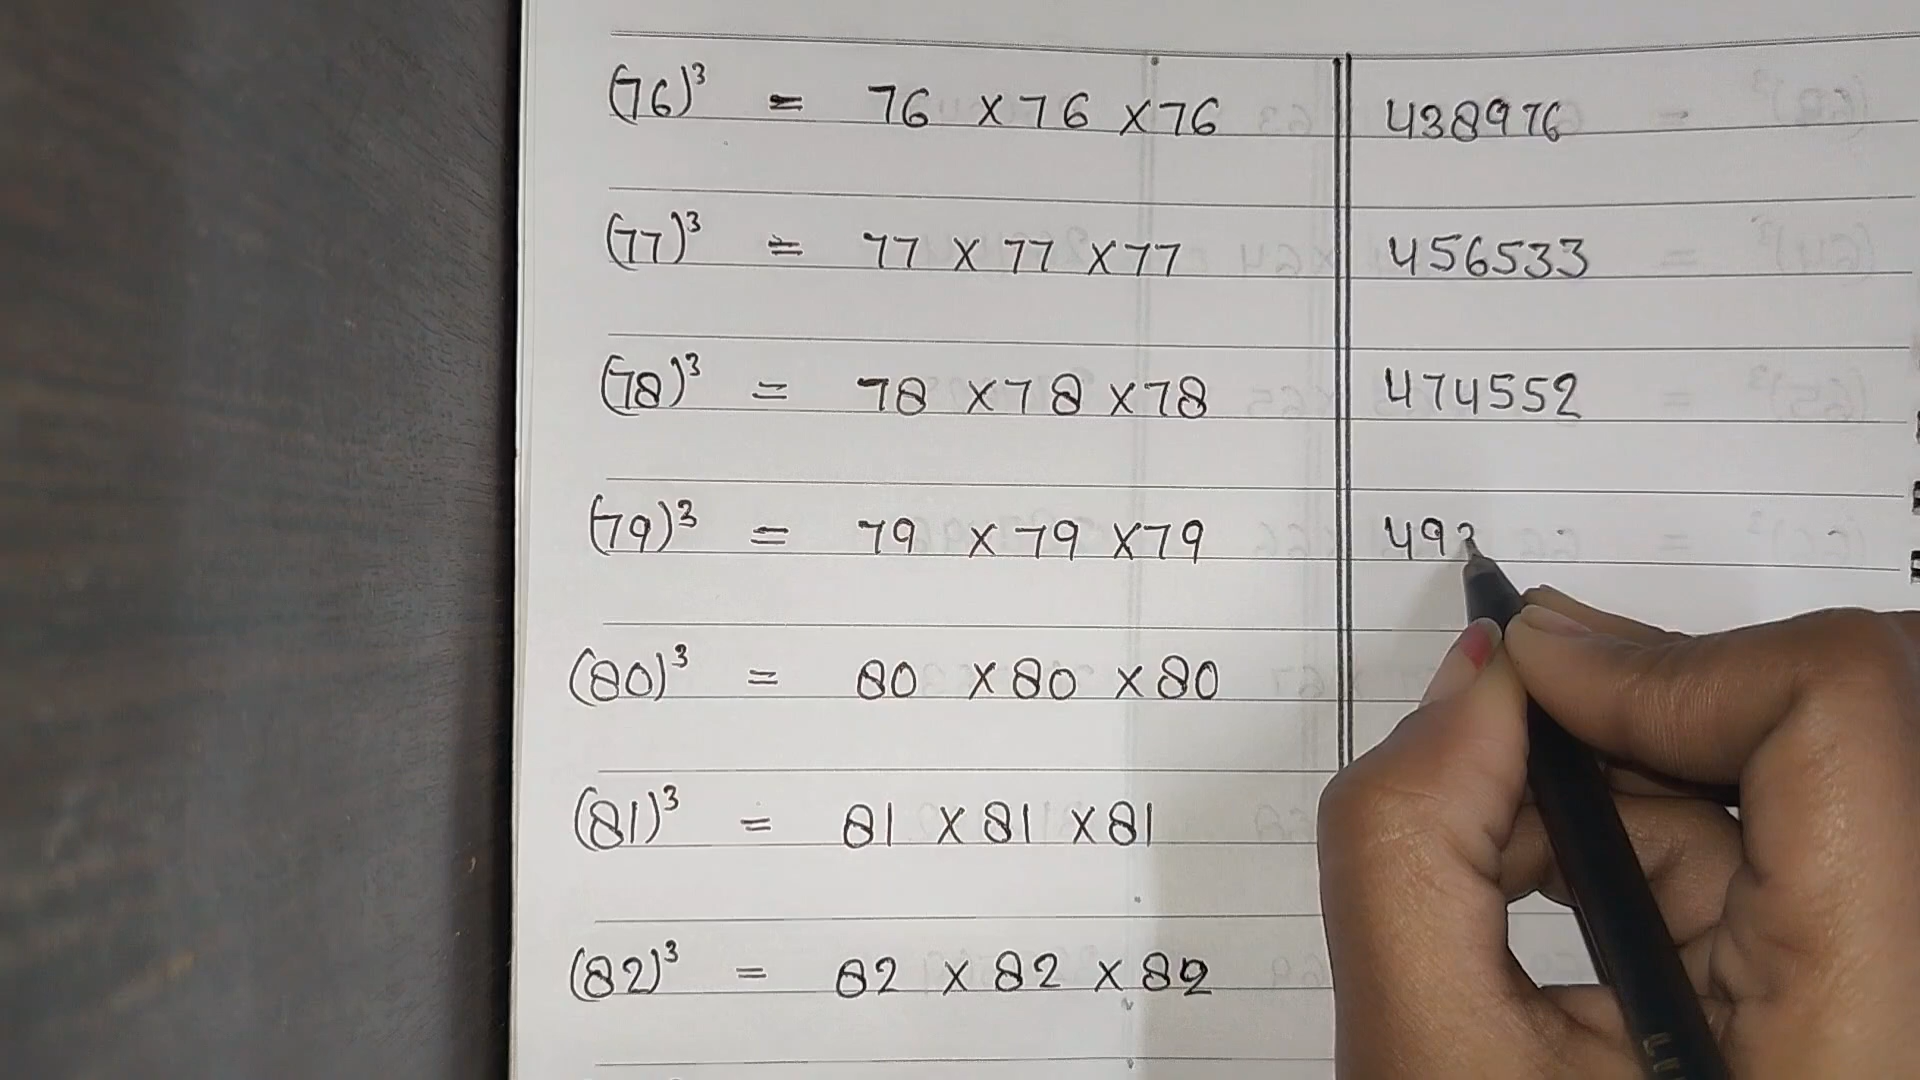 (76)³ = 76 × 76 × 76 438976
(77)³ = 77 × 77 × 77 456533
(78)³ = 78 × 78 × 78 474552
(79)³ = 79 × 79 × 79 493
(80)³ = 80 × 80 × 80
(81)³ = 81 × 81 × 81
(82)³ = 82 × 82 × 82